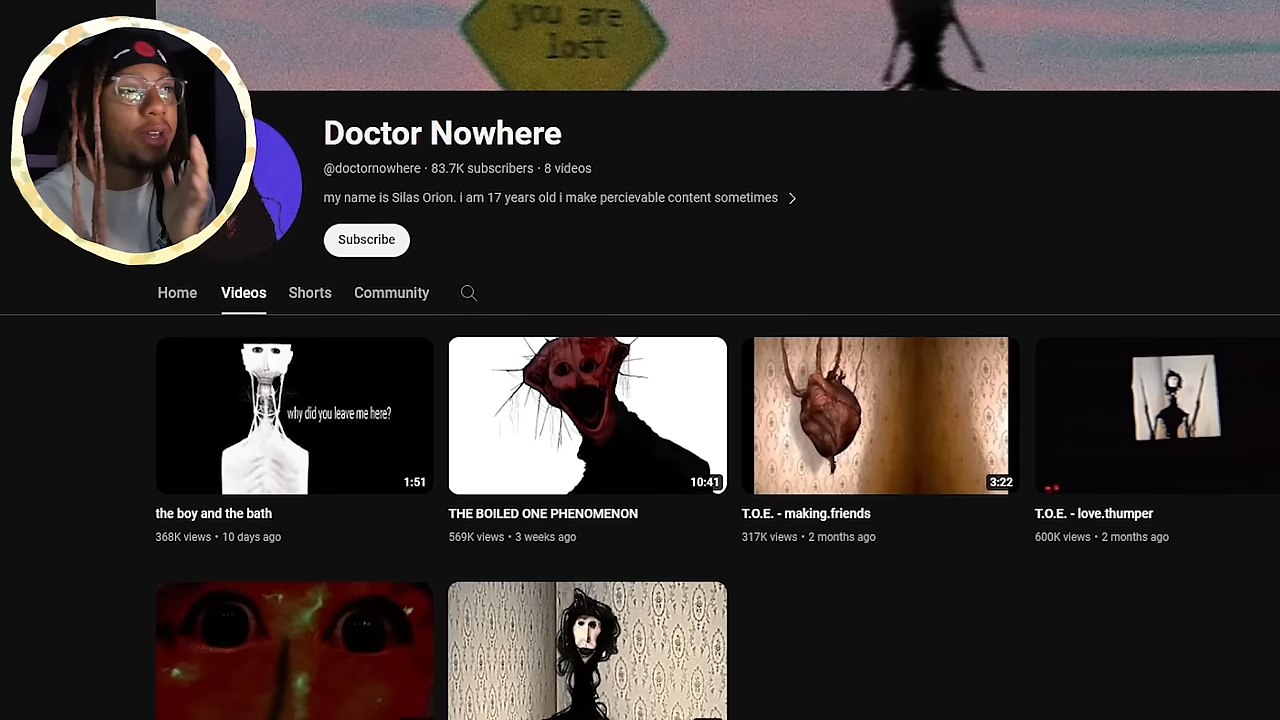 you are
lost
Doctor Nowhere
@doctornowhere · 83.7K subscribers · 8 videos
my name is Silas Orion. i am 17 years old i make percievable content sometimes
Subscribe
Home Videos Shorts Community
why did you leave me here?
1:51
10:41
3:22
the boy and the bath
THE BOILED ONE PHENOMENON
T.O.E. - making.friends
T.O.E. - love.thumper
368K views • 10 days ago
569K views • 3 weeks ago
317K views • 2 months ago
600K views • 2 months ago